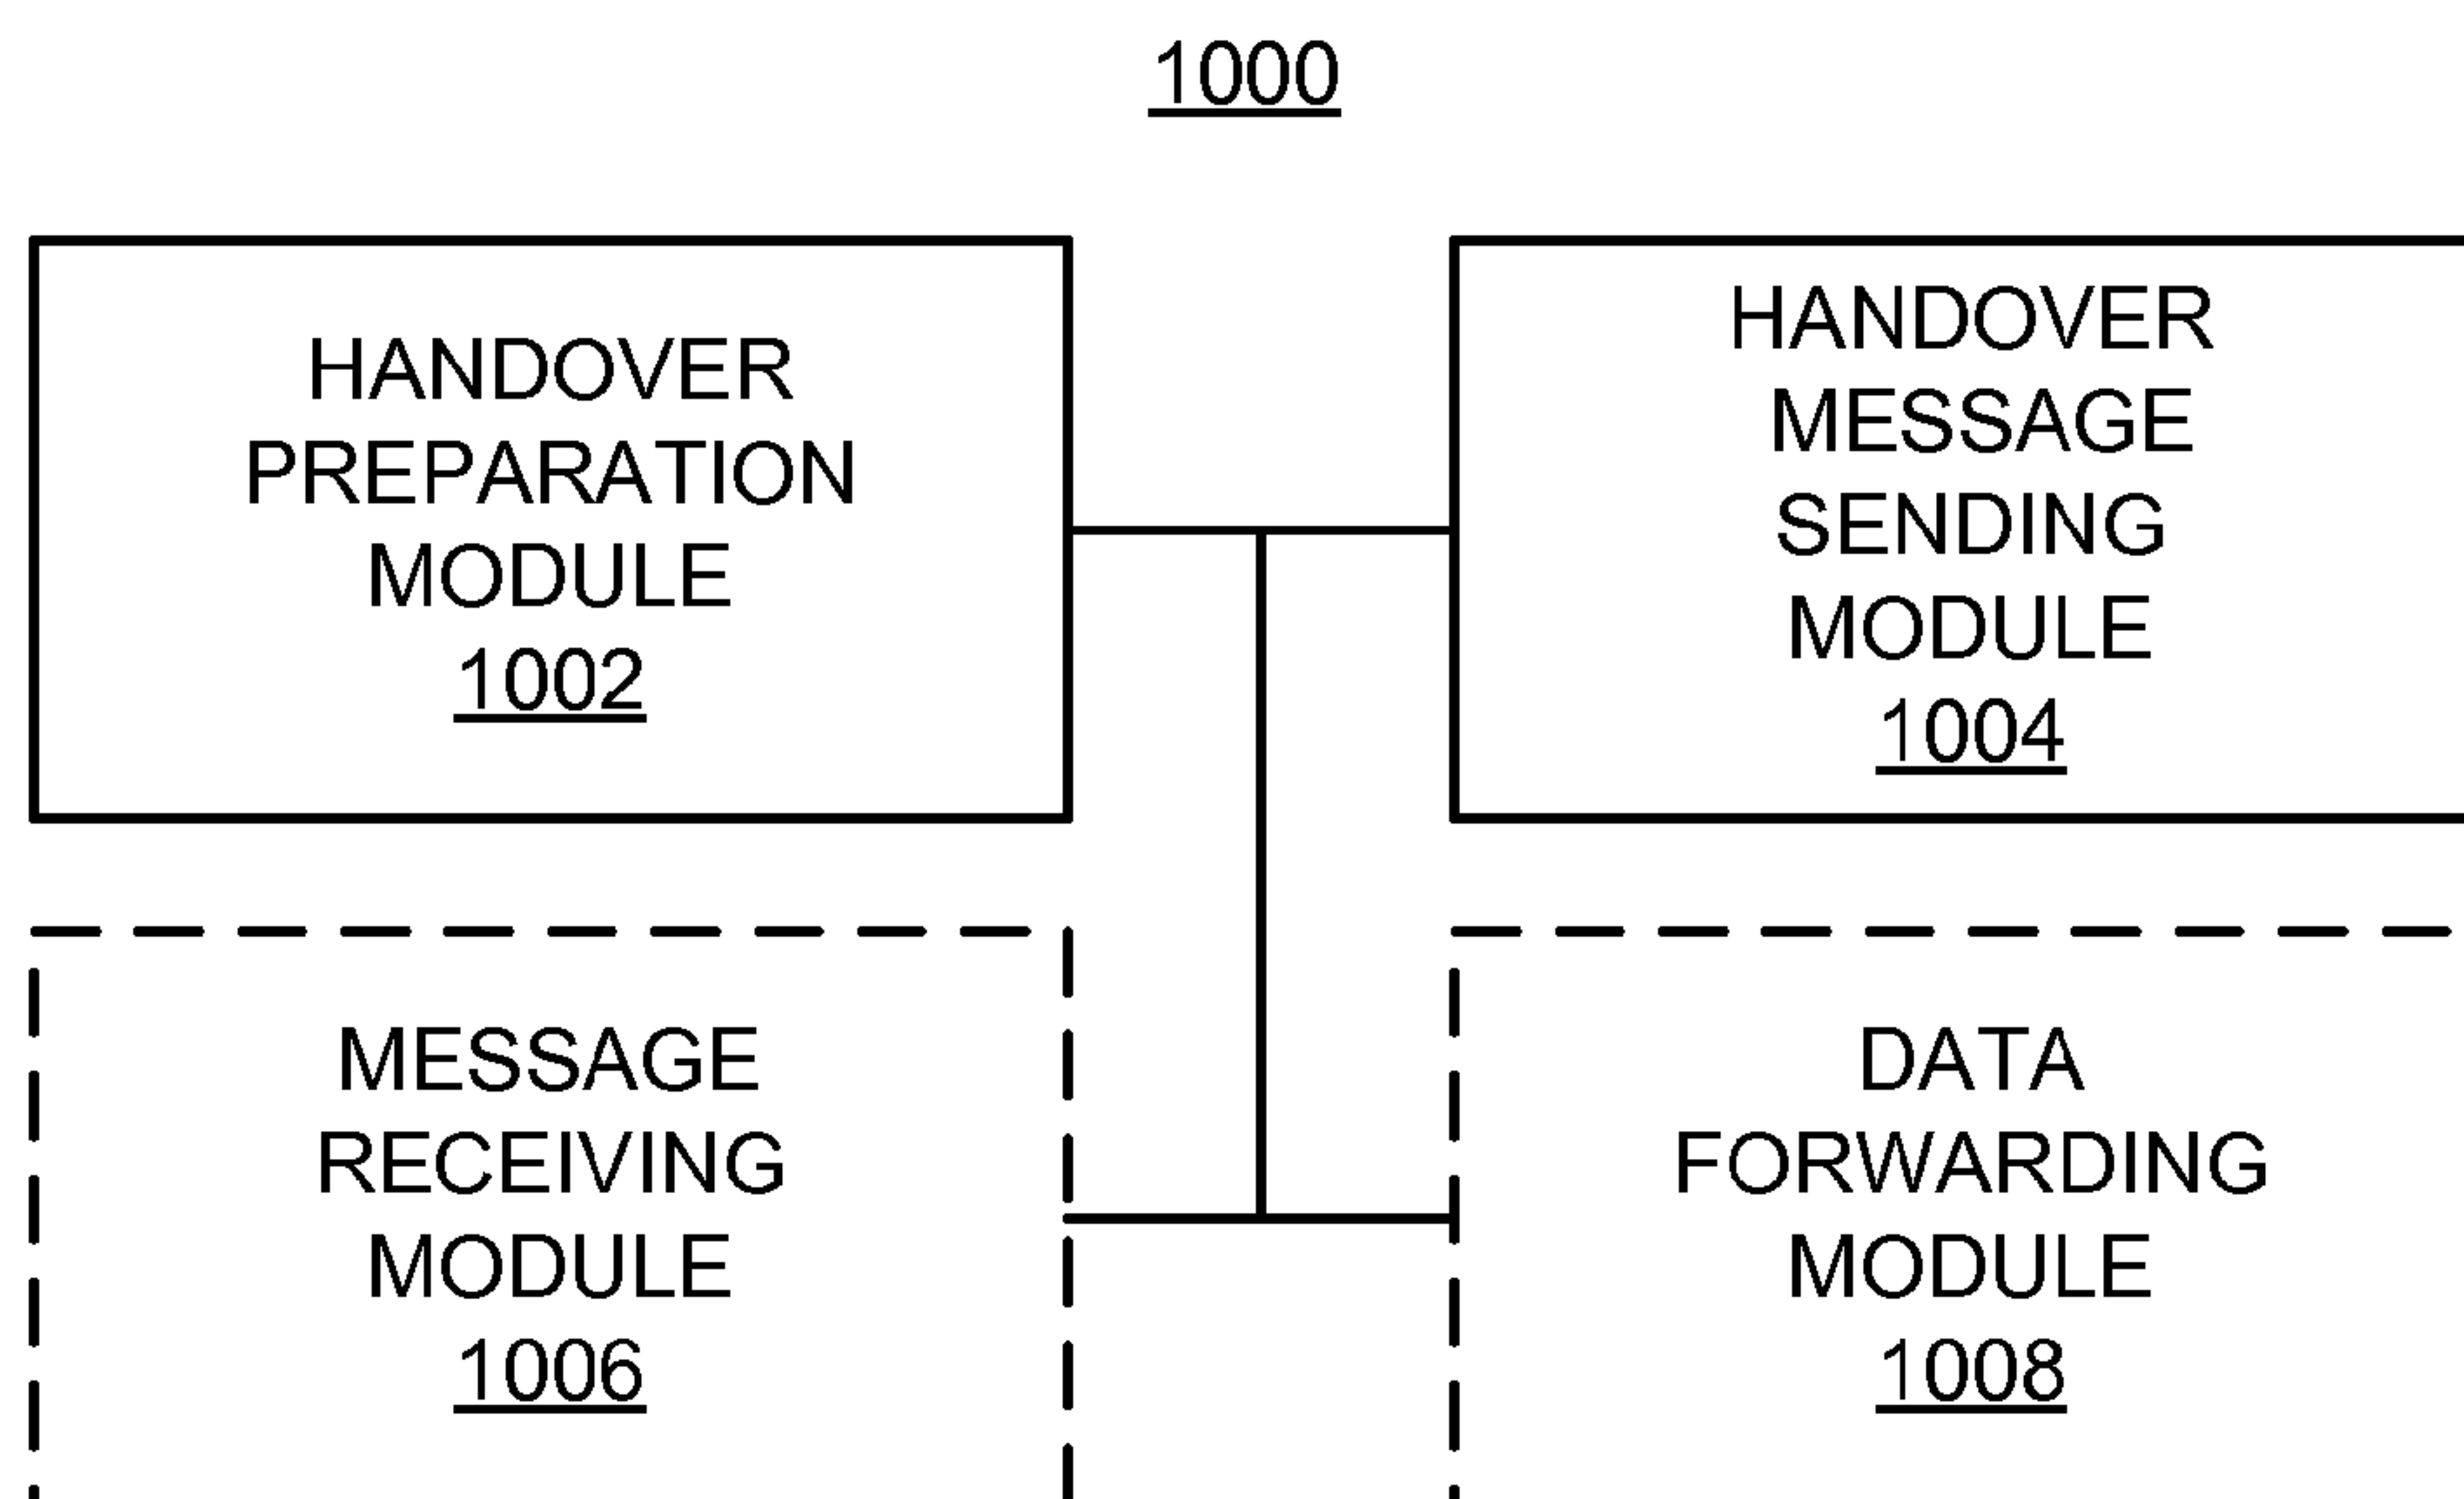 1000
HANDOVER
PREPARATION
MODULE
1002
HANDOVER
MESSAGE
SENDING
MODULE
1004
MESSAGE
RECEIVING
MODULE
1006
DATA
FORWARDING
MODULE
1008